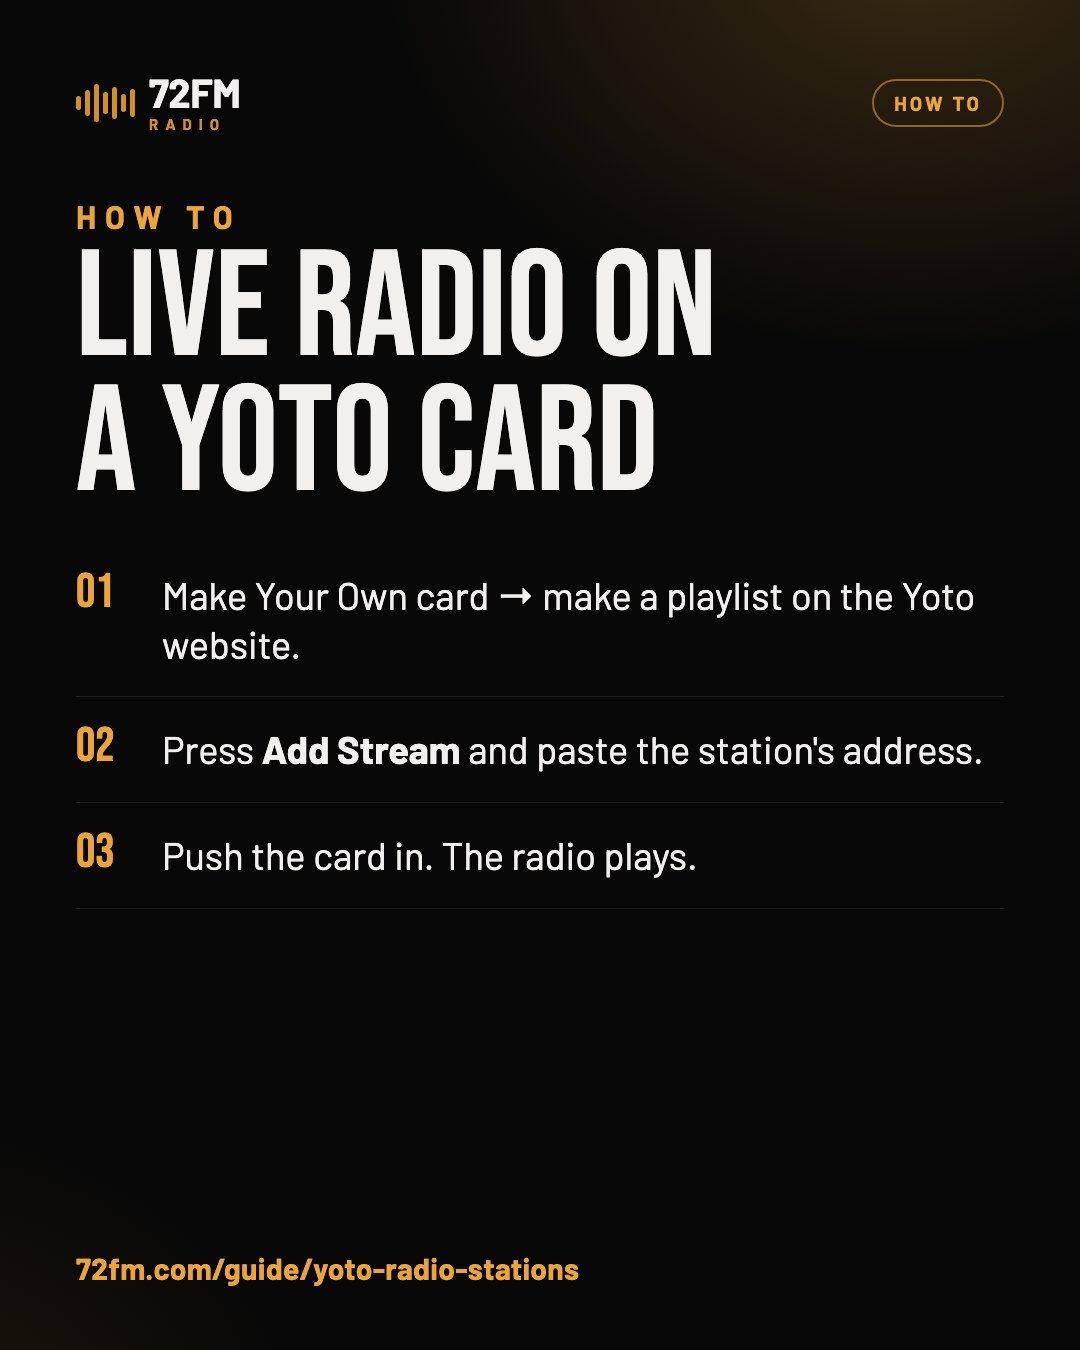 72FM
RADIO
HOW TO
HOW TO
LIVE RADIO ON
A YOTO CARD
01 Make Your Own card → make a playlist on the Yoto
website.
02 Press Add Stream and paste the station's address.
03 Push the card in. The radio plays.
72fm.com/guide/yoto-radio-stations